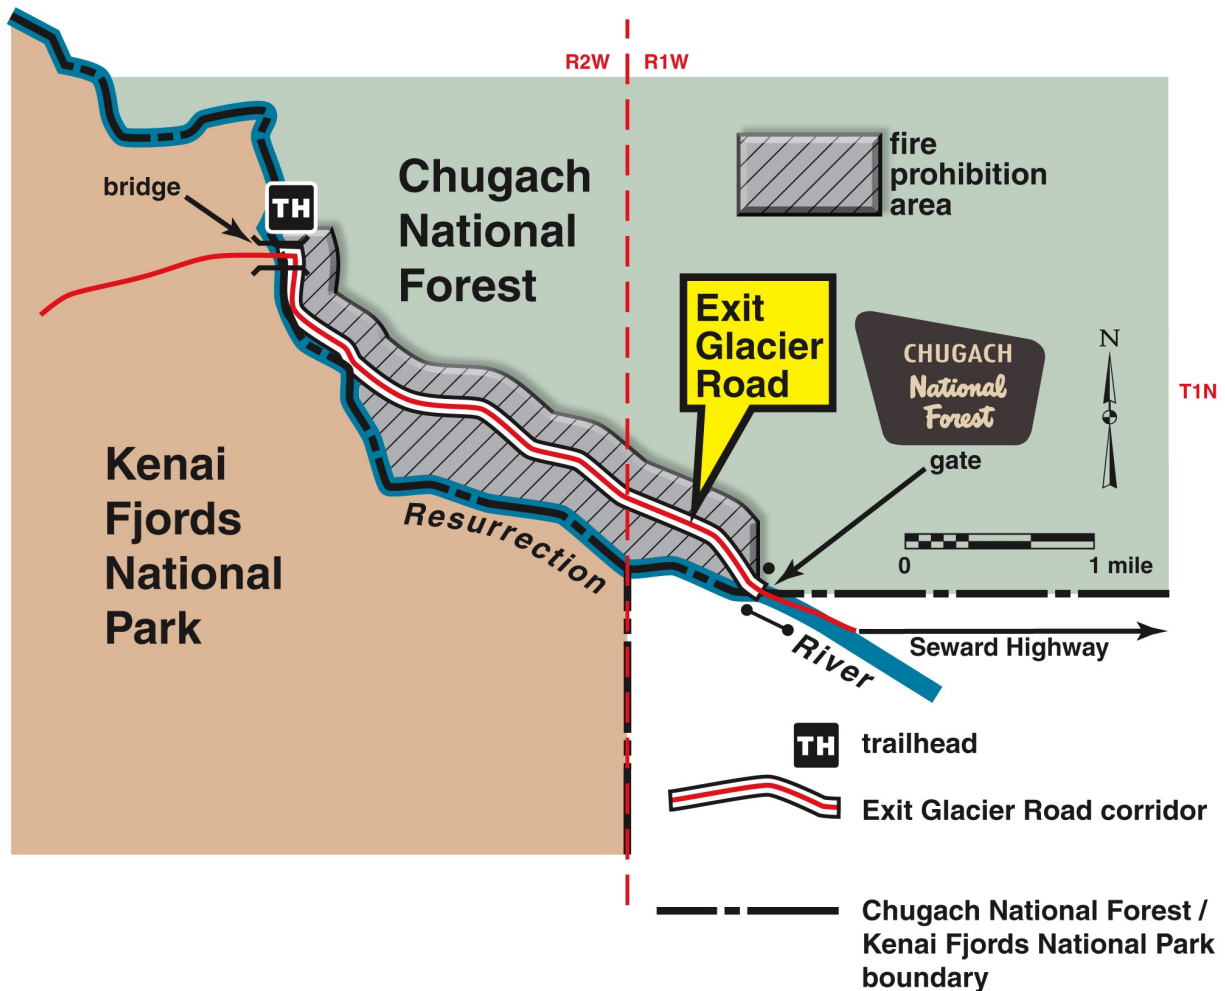 R2W
R1W
fire
prohibition
area
bridge
TH
Chugach
National
Forest
Exit
Glacier
Road
CHUGACH
National
Forest
N
T1N
gate
Kenai
Fjords
National
Park
Resurrection
River
0
1 mile
Seward Highway
TH
trailhead
Exit Glacier Road corridor
Chugach National Forest /
Kenai Fjords National Park
boundary